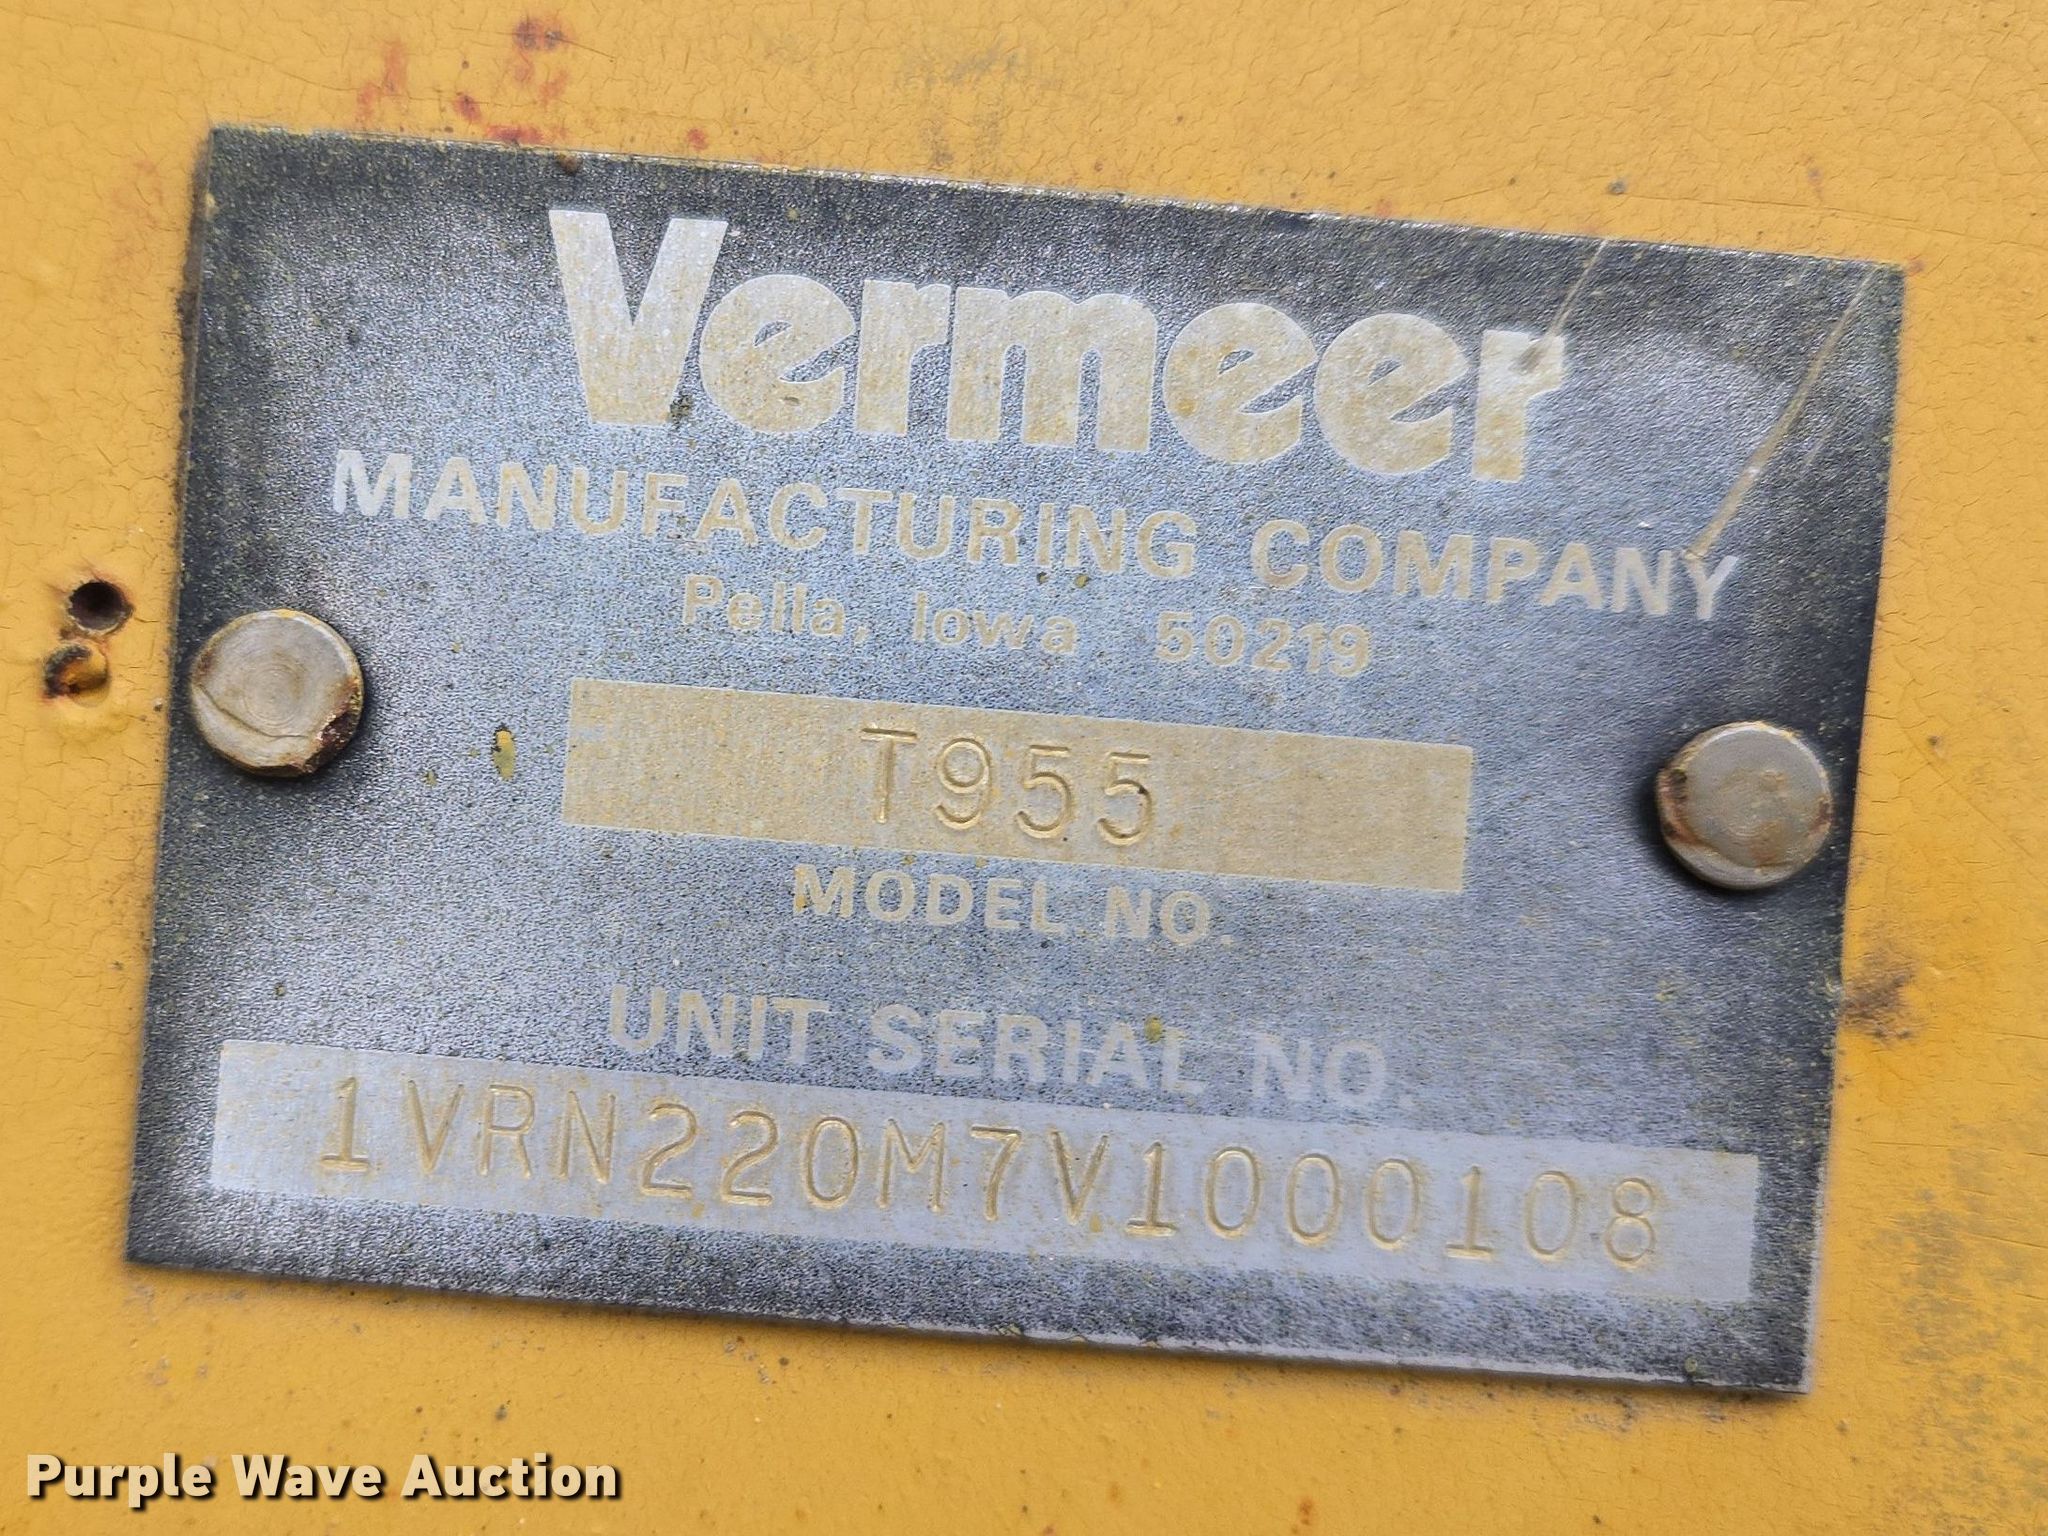 Vermeer
MANUFACTURING COMPANY
Pella, Iowa 50219
T955
MODEL NO.
UNIT SERIAL NO.
1VRN220M7V1000108
Purple Wave Auction